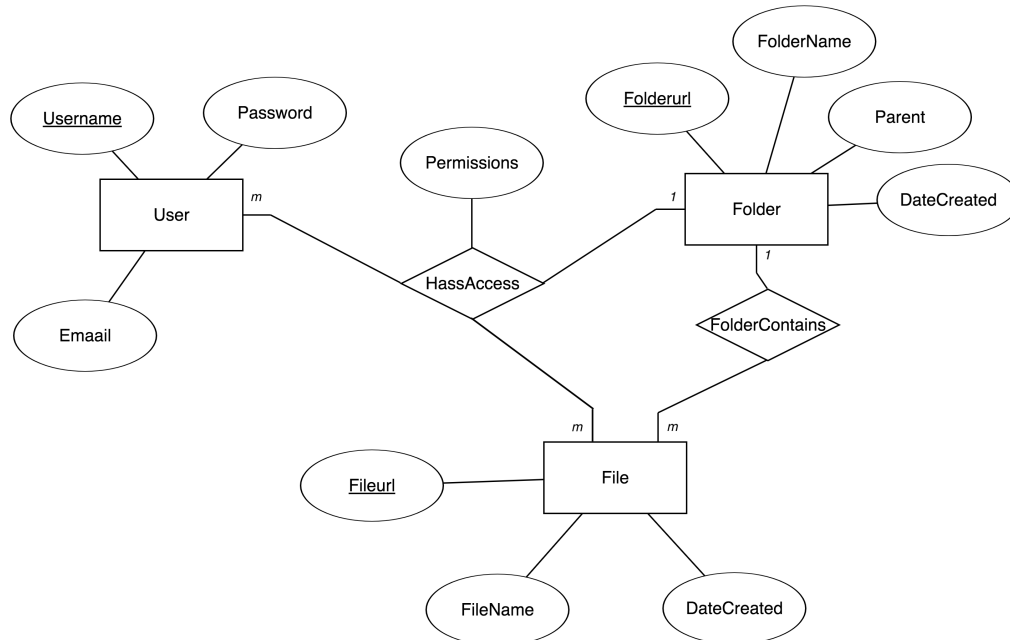 FolderName
Folderurl
Username
Password
Parent
Permissions
DateCreated
User
m
1
Folder
1
HassAccess
FolderContains
Emaail
m
m
File
Fileurl
FileName
DateCreated